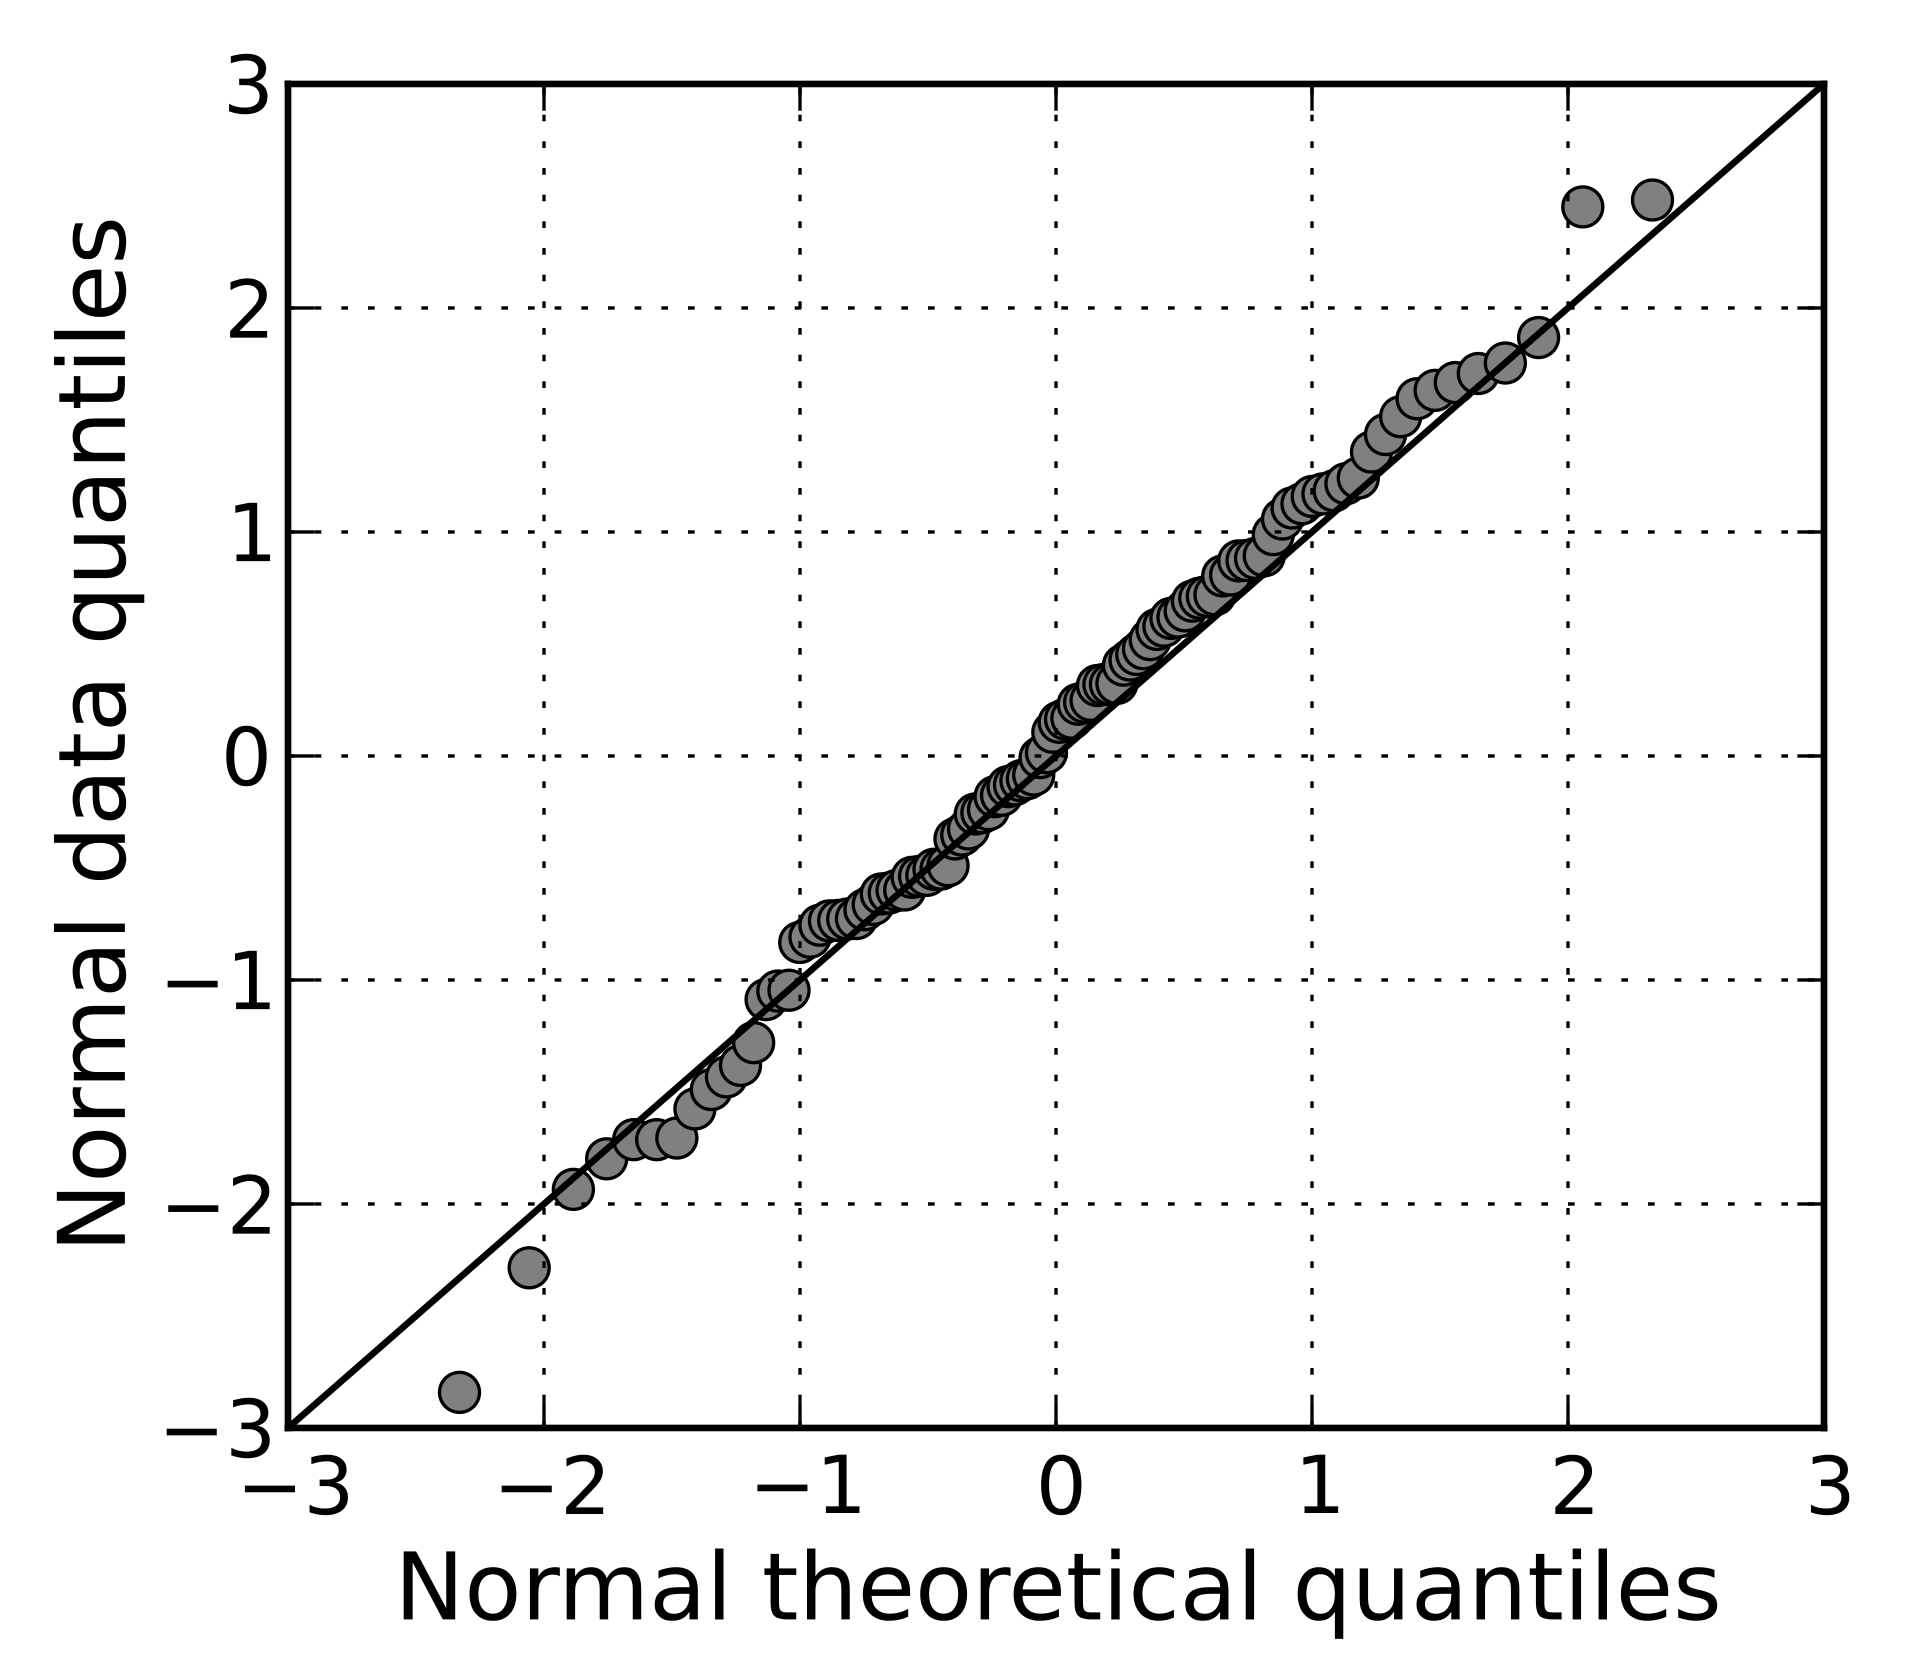 Normal data quantiles
3
2
1
0
−1
−2
−3
−3 −2 −1 0 1 2 3
Normal theoretical quantiles